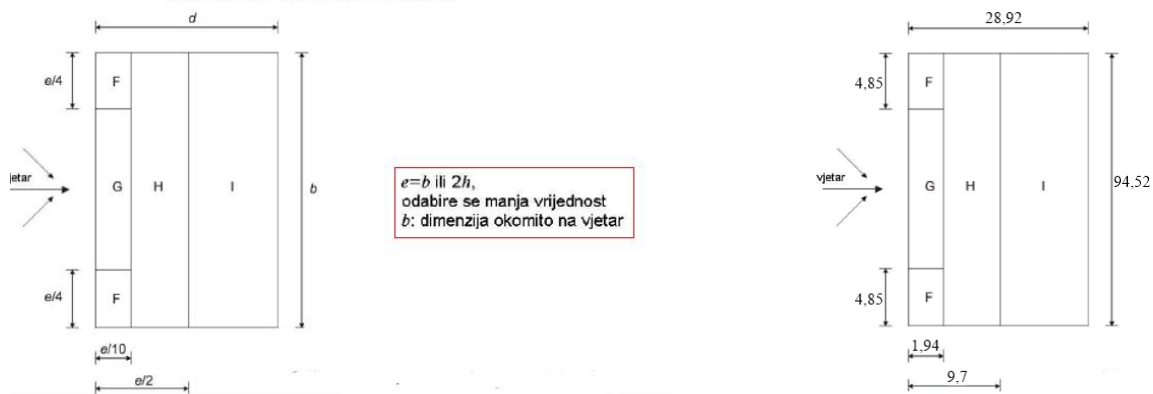 d
e/4
F
jetar
G
H
I
b
e/4
F
e/10
e/2
e=b ili 2h,
odabire se manja vrijednost
b: dimenzija okomito na vjetar
28,92
4,85
F
vjetar
G
H
I
94,52
4,85
F
1,94
9,7